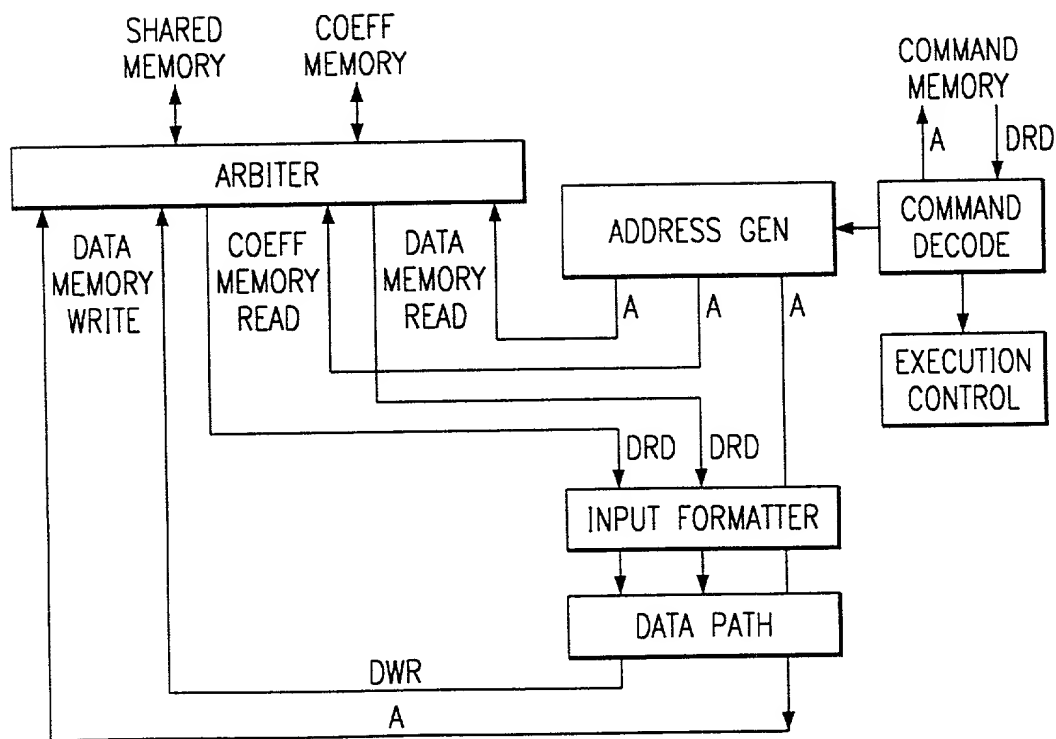 SHARED
MEMORY
COEFF
MEMORY
COMMAND
MEMORY
A
DRD
ARBITER
ADDRESS GEN
COMMAND
DECODE
DATA
MEMORY
WRITE
COEFF
MEMORY
READ
DATA
MEMORY
READ
A
A
A
EXECUTION
CONTROL
DRD
DRD
INPUT FORMATTER
DATA PATH
DWR
A